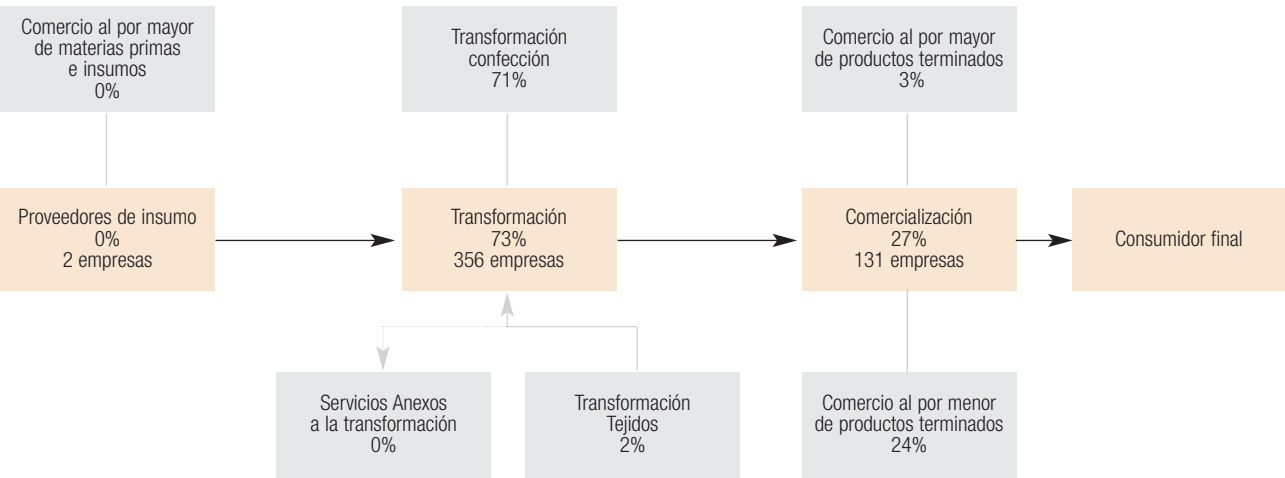 Comercio al por mayor
de materias primas
e insumos
0%
Transformación
confección
71%
Comercio al por mayor
de productos terminados
3%
Proveedores de insumo
0%
2 empresas
Transformación
73%
356 empresas
Comercialización
27%
131 empresas
Consumidor final
Servicios Anexos
a la transformación
0%
Transformación
Tejidos
2%
Comercio al por menor
de productos terminados
24%